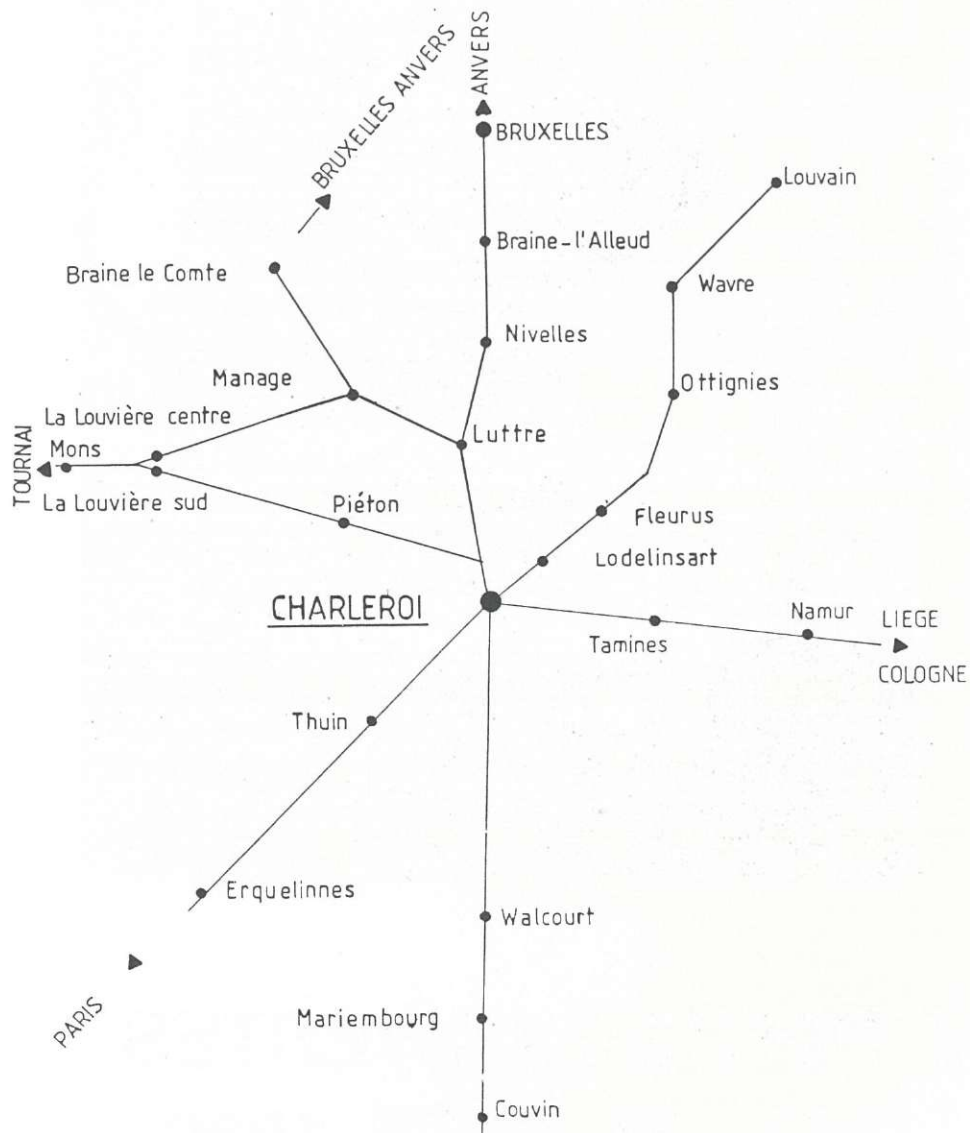 BRUXELLES ANVERS
ANVERS
BRUXELLES
Louvain
Braine-l'Alleud
Braine le Comte
Wavre
Nivelles
Manage
Ottignies
La Louvière centre
Luttre
TOURNAI
Mons
La Louvière sud
Piéton
Fleurus
Lodelinsart
CHARLEROI
Namur
LIEGE
Tamines
COLOGNE
Thuin
Erquelinnes
Walcourt
PARIS
Mariembourg
Couvin